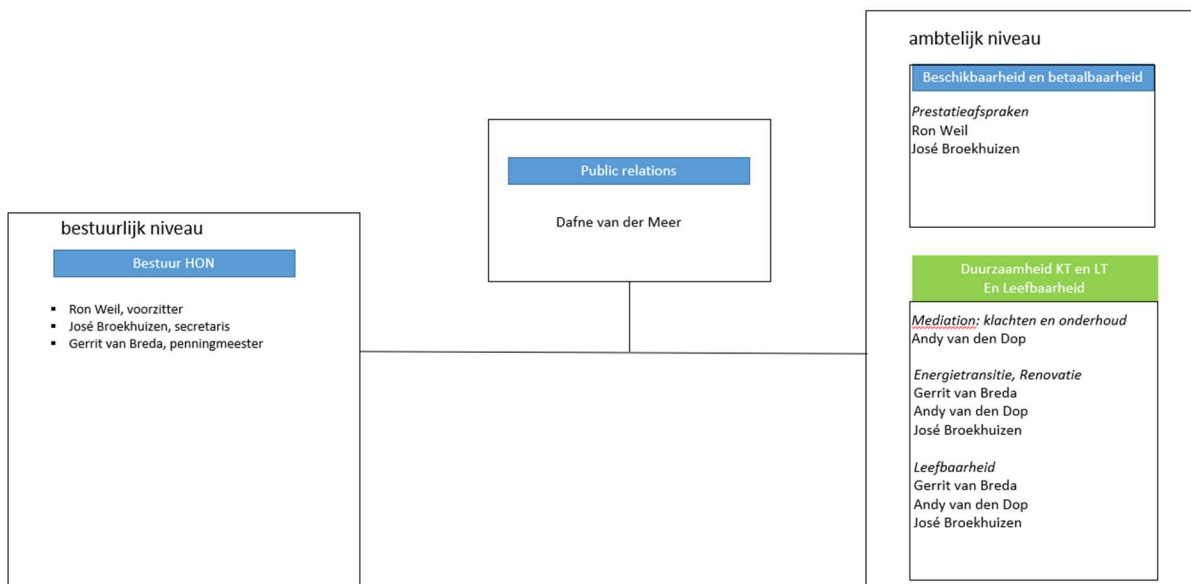 bestuurlijk niveau
Bestuur HON
▪ Ron Weil, voorzitter
▪ José Broekhuizen, secretaris
▪ Gerrit van Breda, penningmeester
Public relations
Dafne van der Meer
ambtelijk niveau
Beschikbaarheid en betaalbaarheid
Prestatieafspraken
Ron Weil
José Broekhuizen
Duurzaamheid KT en LT
En Leefbaarheid
Mediation: klachten en onderhoud
Andy van den Dop
Energietransitie, Renovatie
Gerrit van Breda
Andy van den Dop
José Broekhuizen
Leefbaarheid
Gerrit van Breda
Andy van den Dop
José Broekhuizen